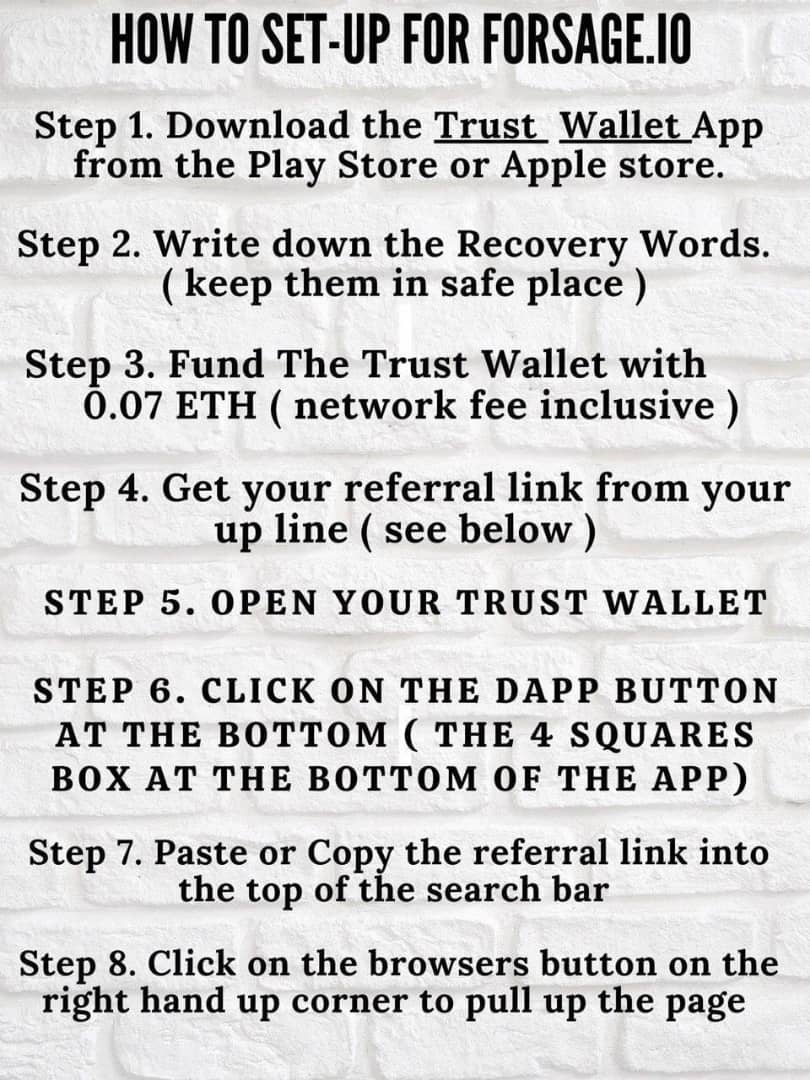 HOW TO SET-UP FOR FORSAGE.IO
Step 1. Download the Trust Wallet App
from the Play Store or Apple store.
Step 2. Write down the Recovery Words.
( keep them in safe place )
Step 3. Fund The Trust Wallet with
0.07 ETH ( network fee inclusive )
Step 4. Get your referral link from your
up line ( see below )
STEP 5. OPEN YOUR TRUST WALLET
STEP 6. CLICK ON THE DAPP BUTTON
AT THE BOTTOM ( THE 4 SQUARES
BOX AT THE BOTTOM OF THE APP)
Step 7. Paste or Copy the referral link into
the top of the search bar
Step 8. Click on the browsers button on the
right hand up corner to pull up the page